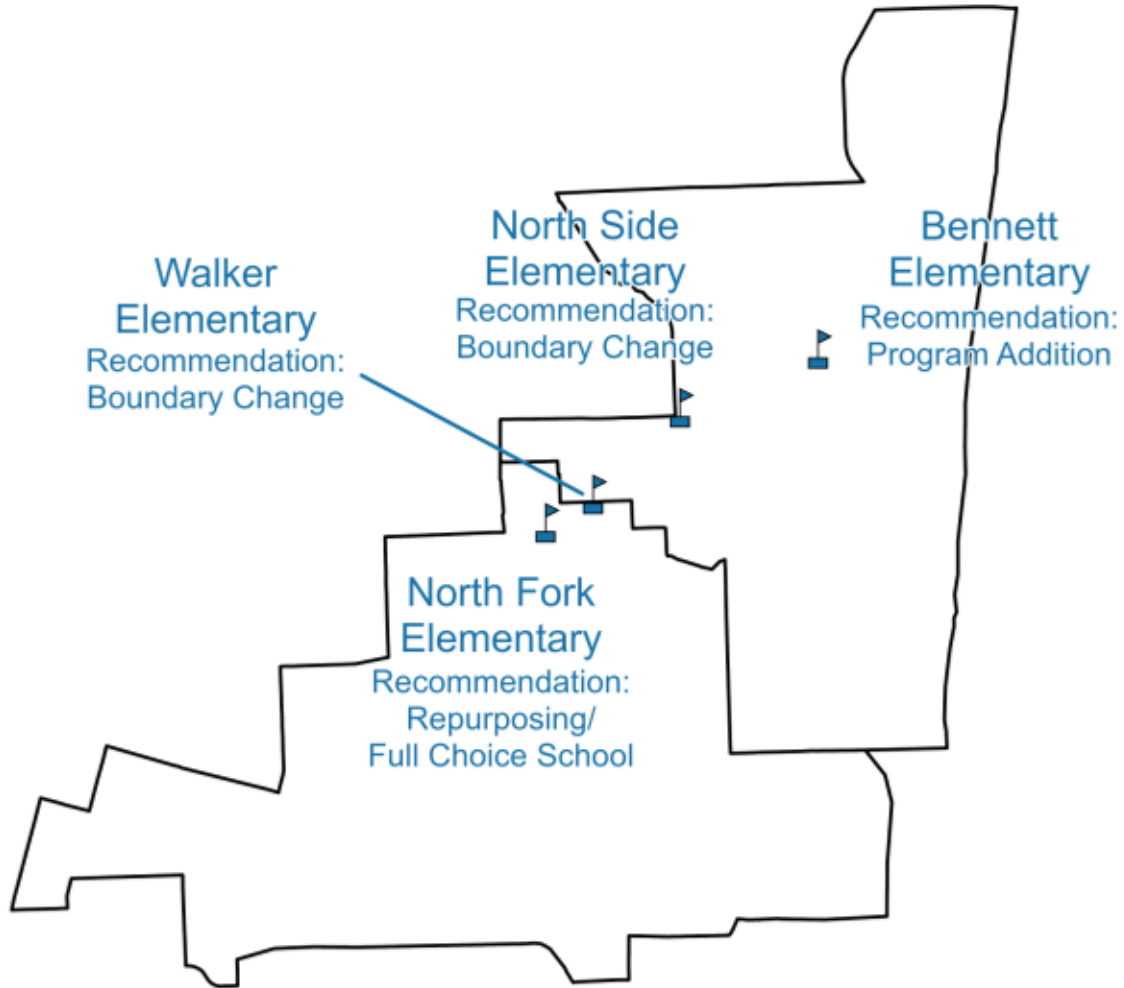 North Side
Elementary
Recommendation:
Boundary Change
Bennett
Elementary
Recommendation:
Program Addition
Walker
Elementary
Recommendation:
Boundary Change
North Fork
Elementary
Recommendation:
Repurposing/
Full Choice School